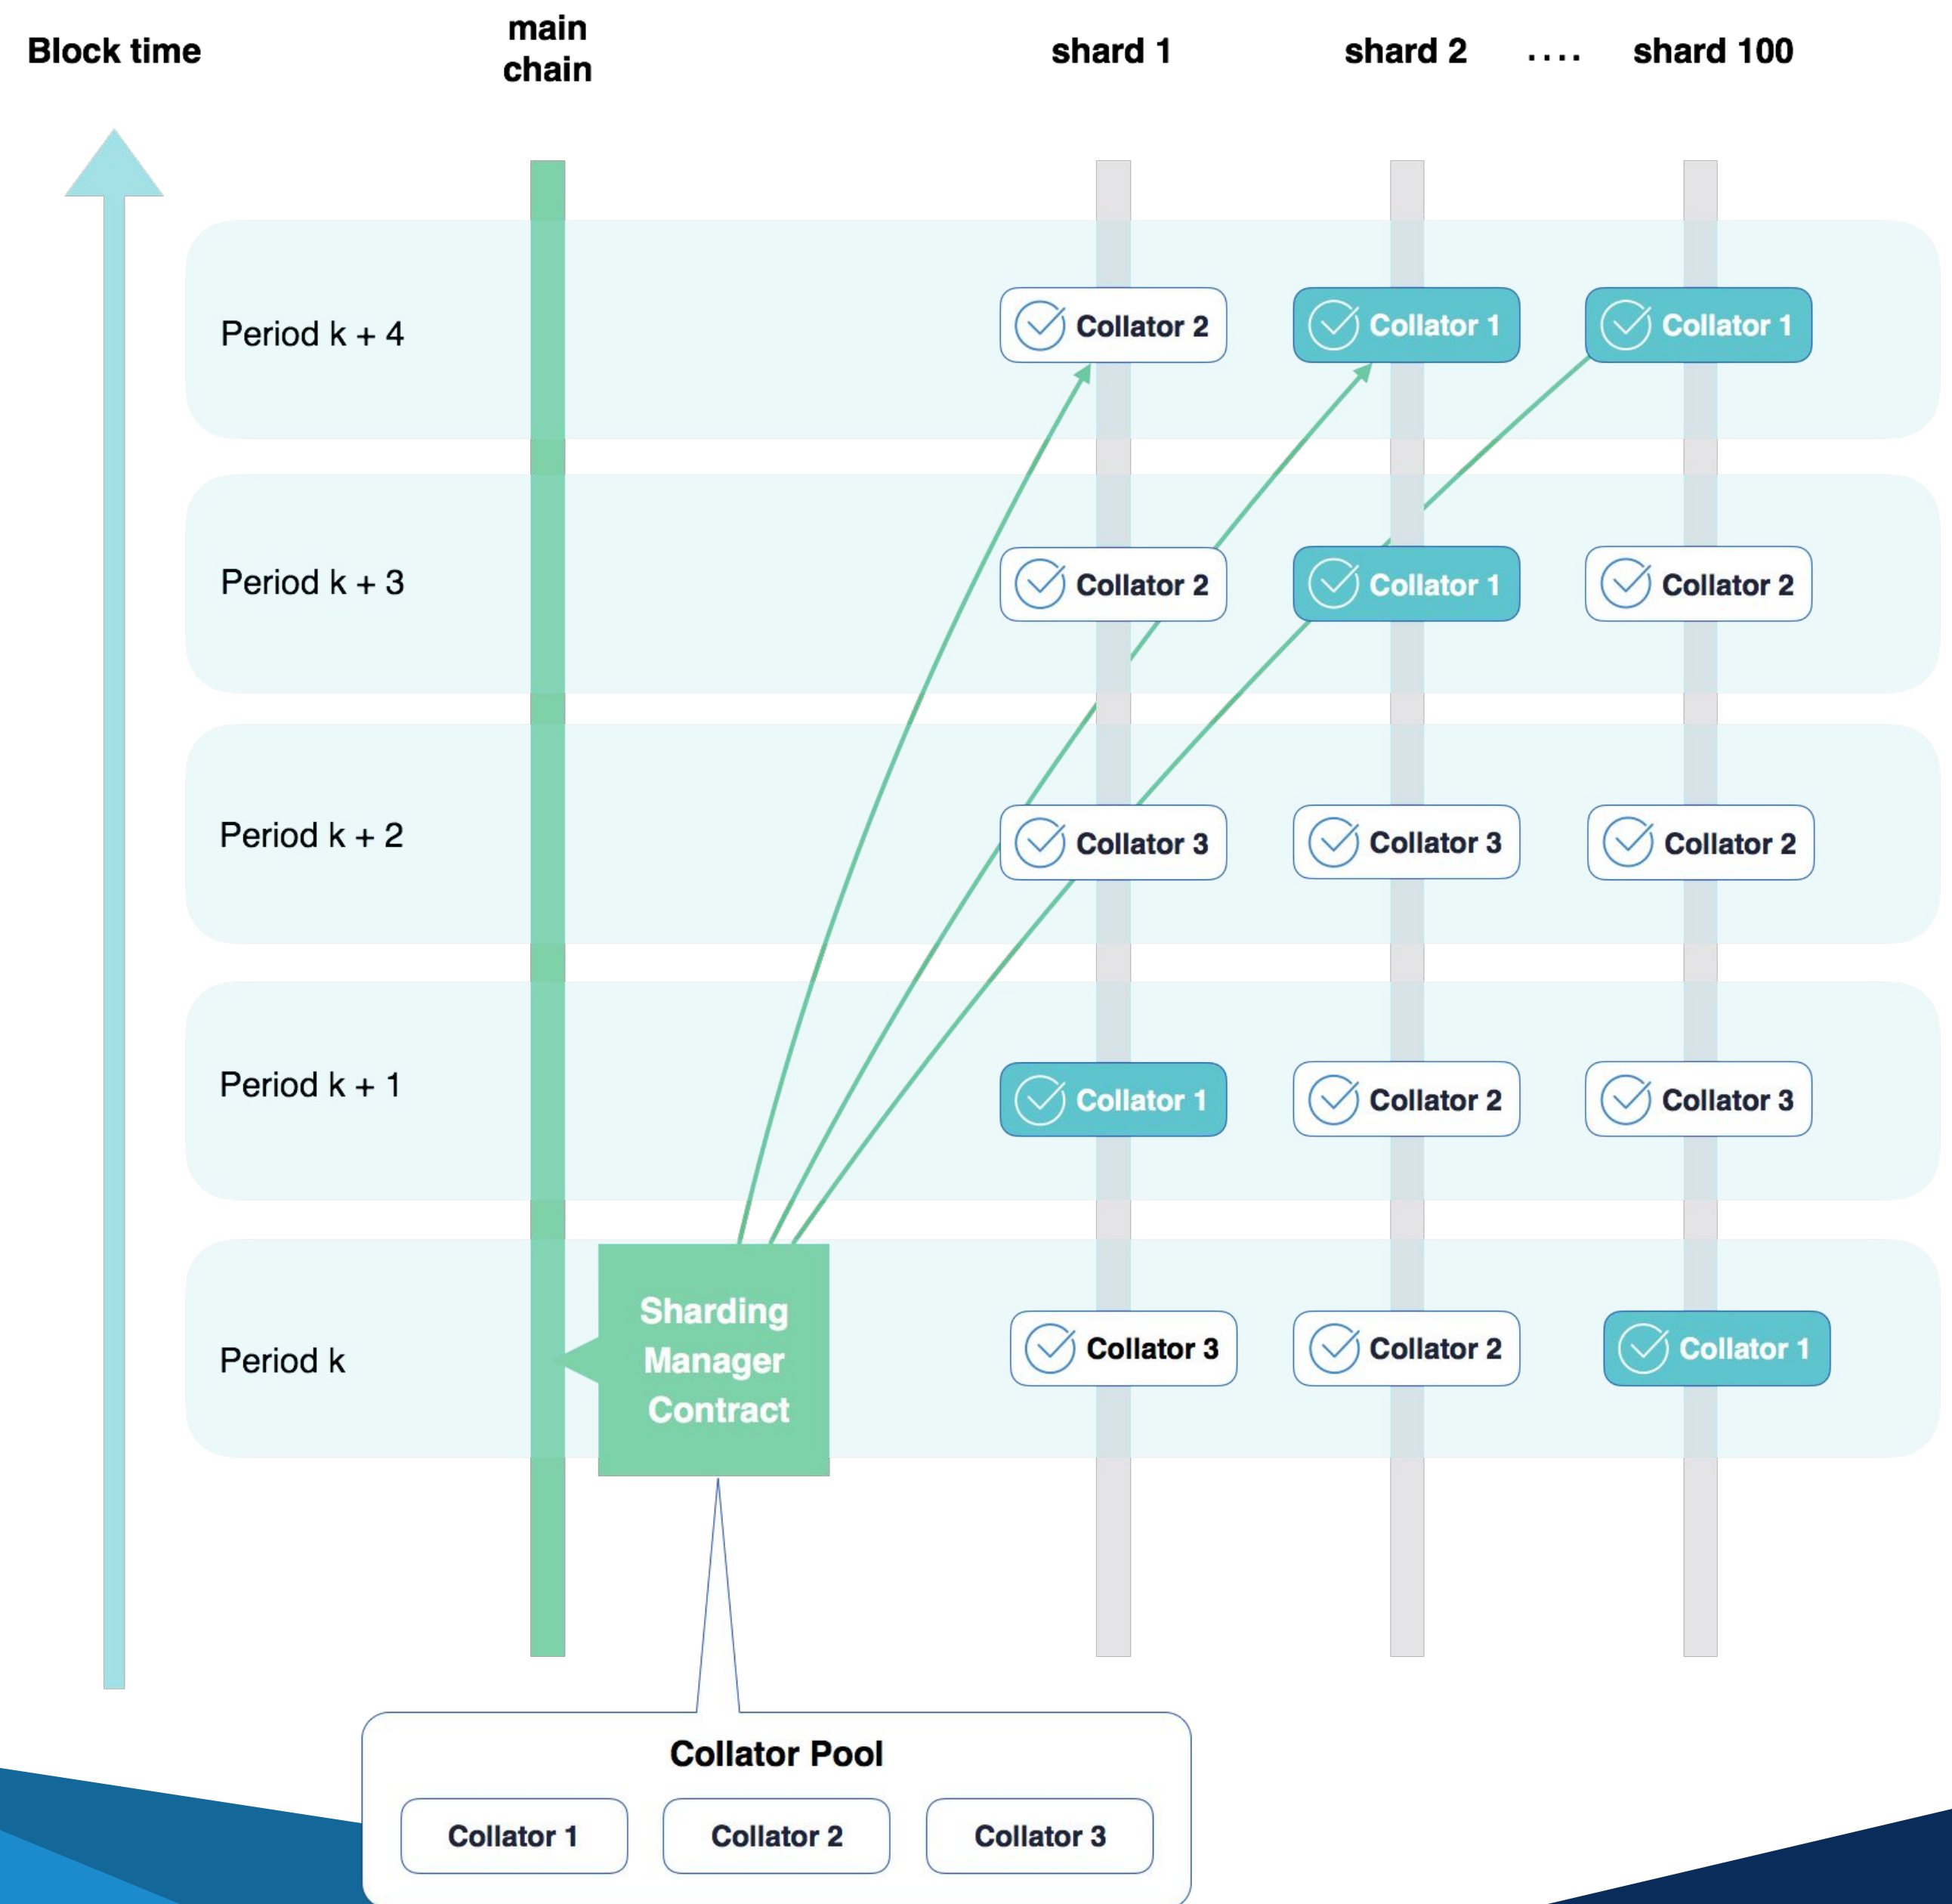 Block time
main
chain
shard 1
shard 2
....
shard 100
Period k + 4
Collator 2
Collator 1
Collator 1
Period k + 3
Collator 2
Collator 1
Collator 2
Period k + 2
Collator 3
Collator 3
Collator 2
Period k + 1
Collator 1
Collator 2
Collator 3
Period k
Sharding
Manager
Contract
Collator 3
Collator 2
Collator 1
Collator Pool
Collator 1
Collator 2
Collator 3